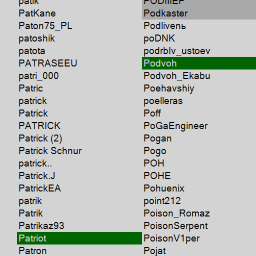 patik
PatKane
Paton75_PL
patoshik
patota
PATRASEEU
patri_000
Patric
patrick
Patrick
PATRICK
Patrick (2)
Patrick Schnur
patrick..
Patrick.J
PatrickEA
patrik
Patrik
Patrikaz93
Patriot
Patron
Podkaster
Podlivenь
poDNK
podrblv_ustoev
Podvoh
Podvoh_Ekabu
Poehavshiy
poelleras
Poff
PoGaEngineer
Pogan
Pogo
POH
POHE
Pohuenix
point212
Poison_Romaz
PoisonSerpent
PoisonV1per
Pojat